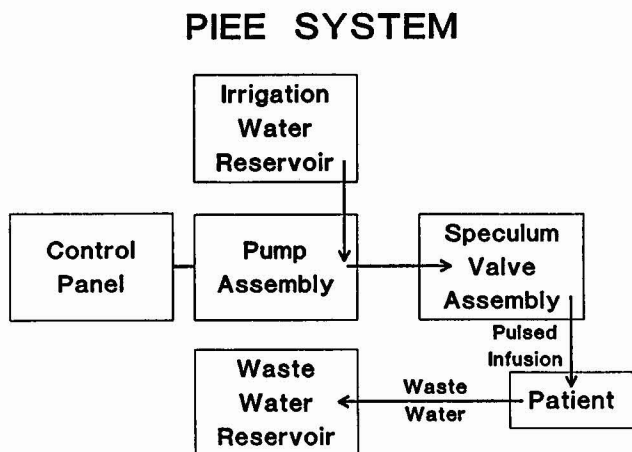 PIEE SYSTEM
Irrigation
Water
Reservoir
Control
Panel
Pump
Assembly
Speculum
Valve
Assembly
Pulsed
Infusion
Waste
Water
Reservoir
Waste
Water
Patient